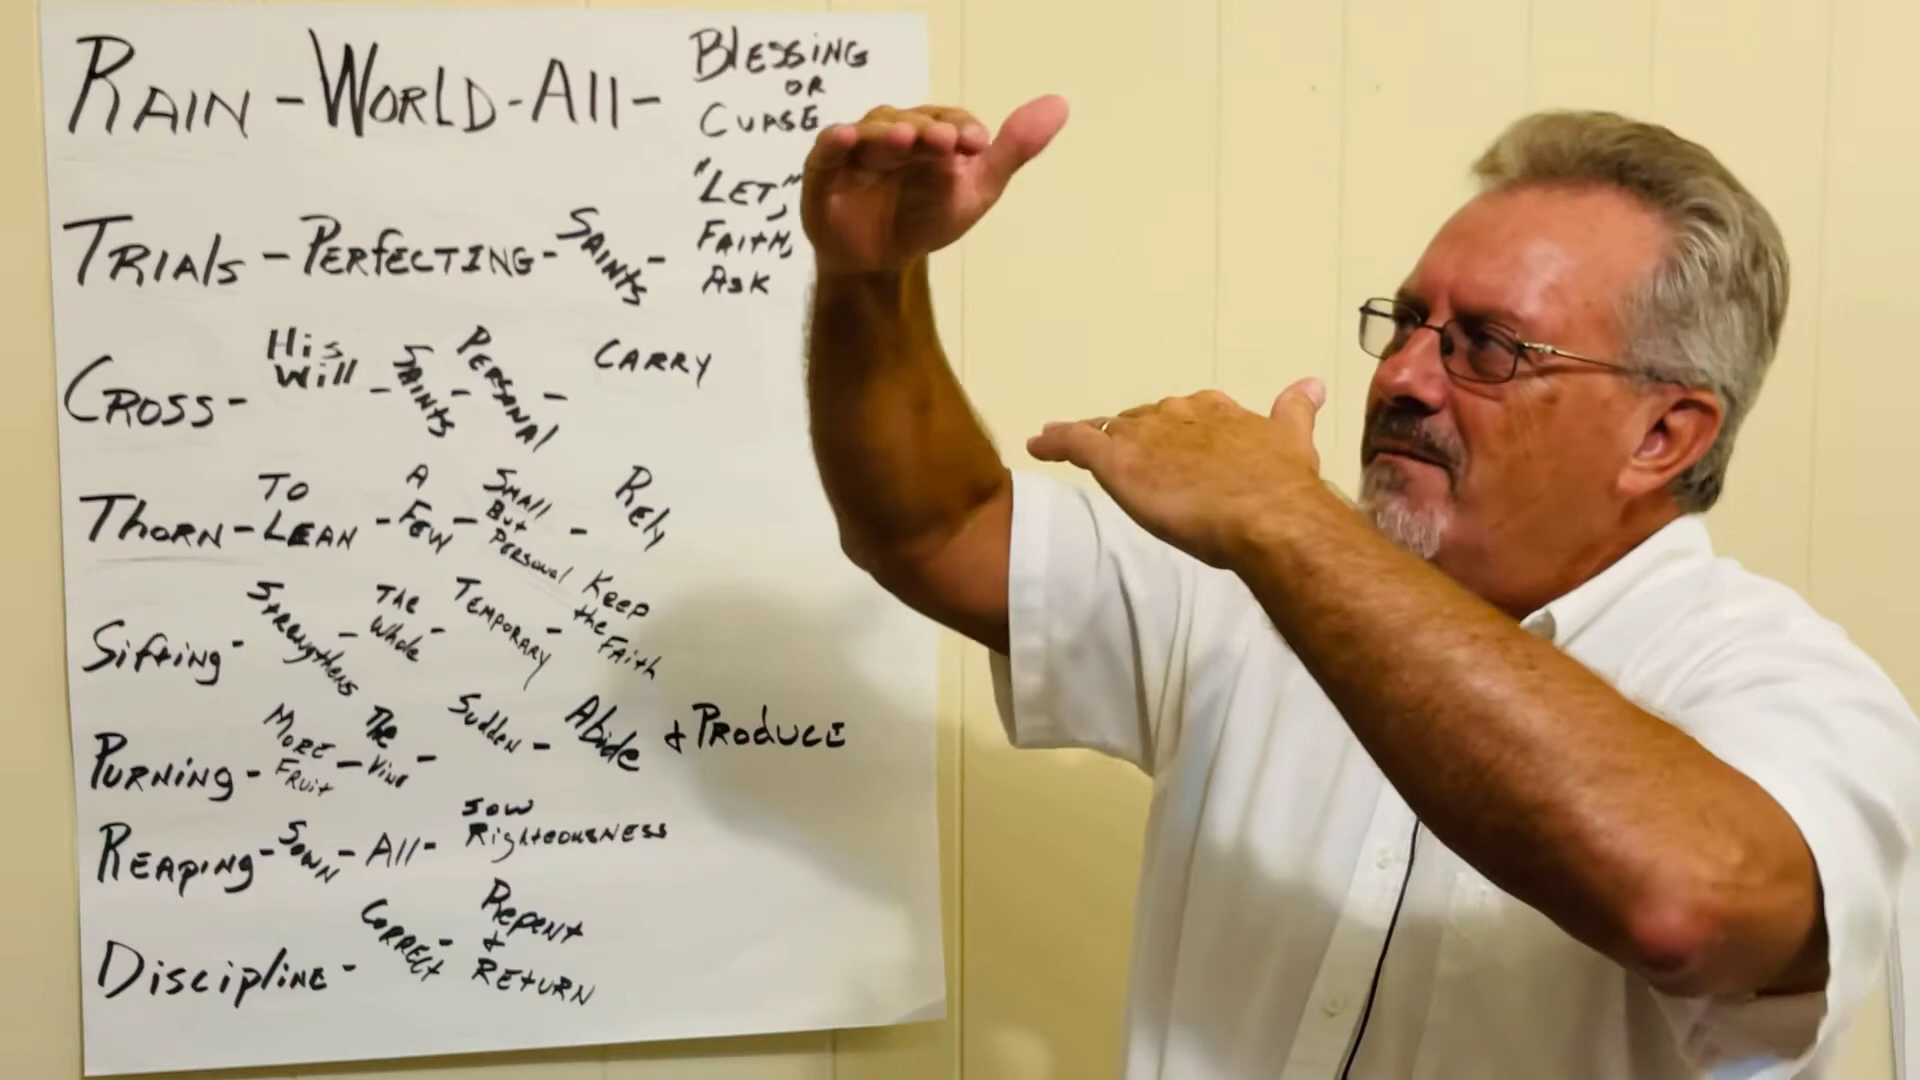 RAIN - WORLD - All - BlESSiNG OR CURSE
TRIAls - PERfECTING - SAINTS - "LET," FAITH, ASK
CROSS - HiS Will - SAINTS - PERSONAl - CARRY
ThORN - TO LEAN - A FEW - SMAll But PERSONAl - Rely
Sifting - Strengthens - The Whole - TEMPORARY - KEEP the FAith
PURNiNG - MORE FRuit - The ViNE - SuddEN - Abide & PRoducE
REAPiNG - SOWN - All - SOW RightEOUSNESS
DisciplinE - CORRECt - REpENt & REtURN